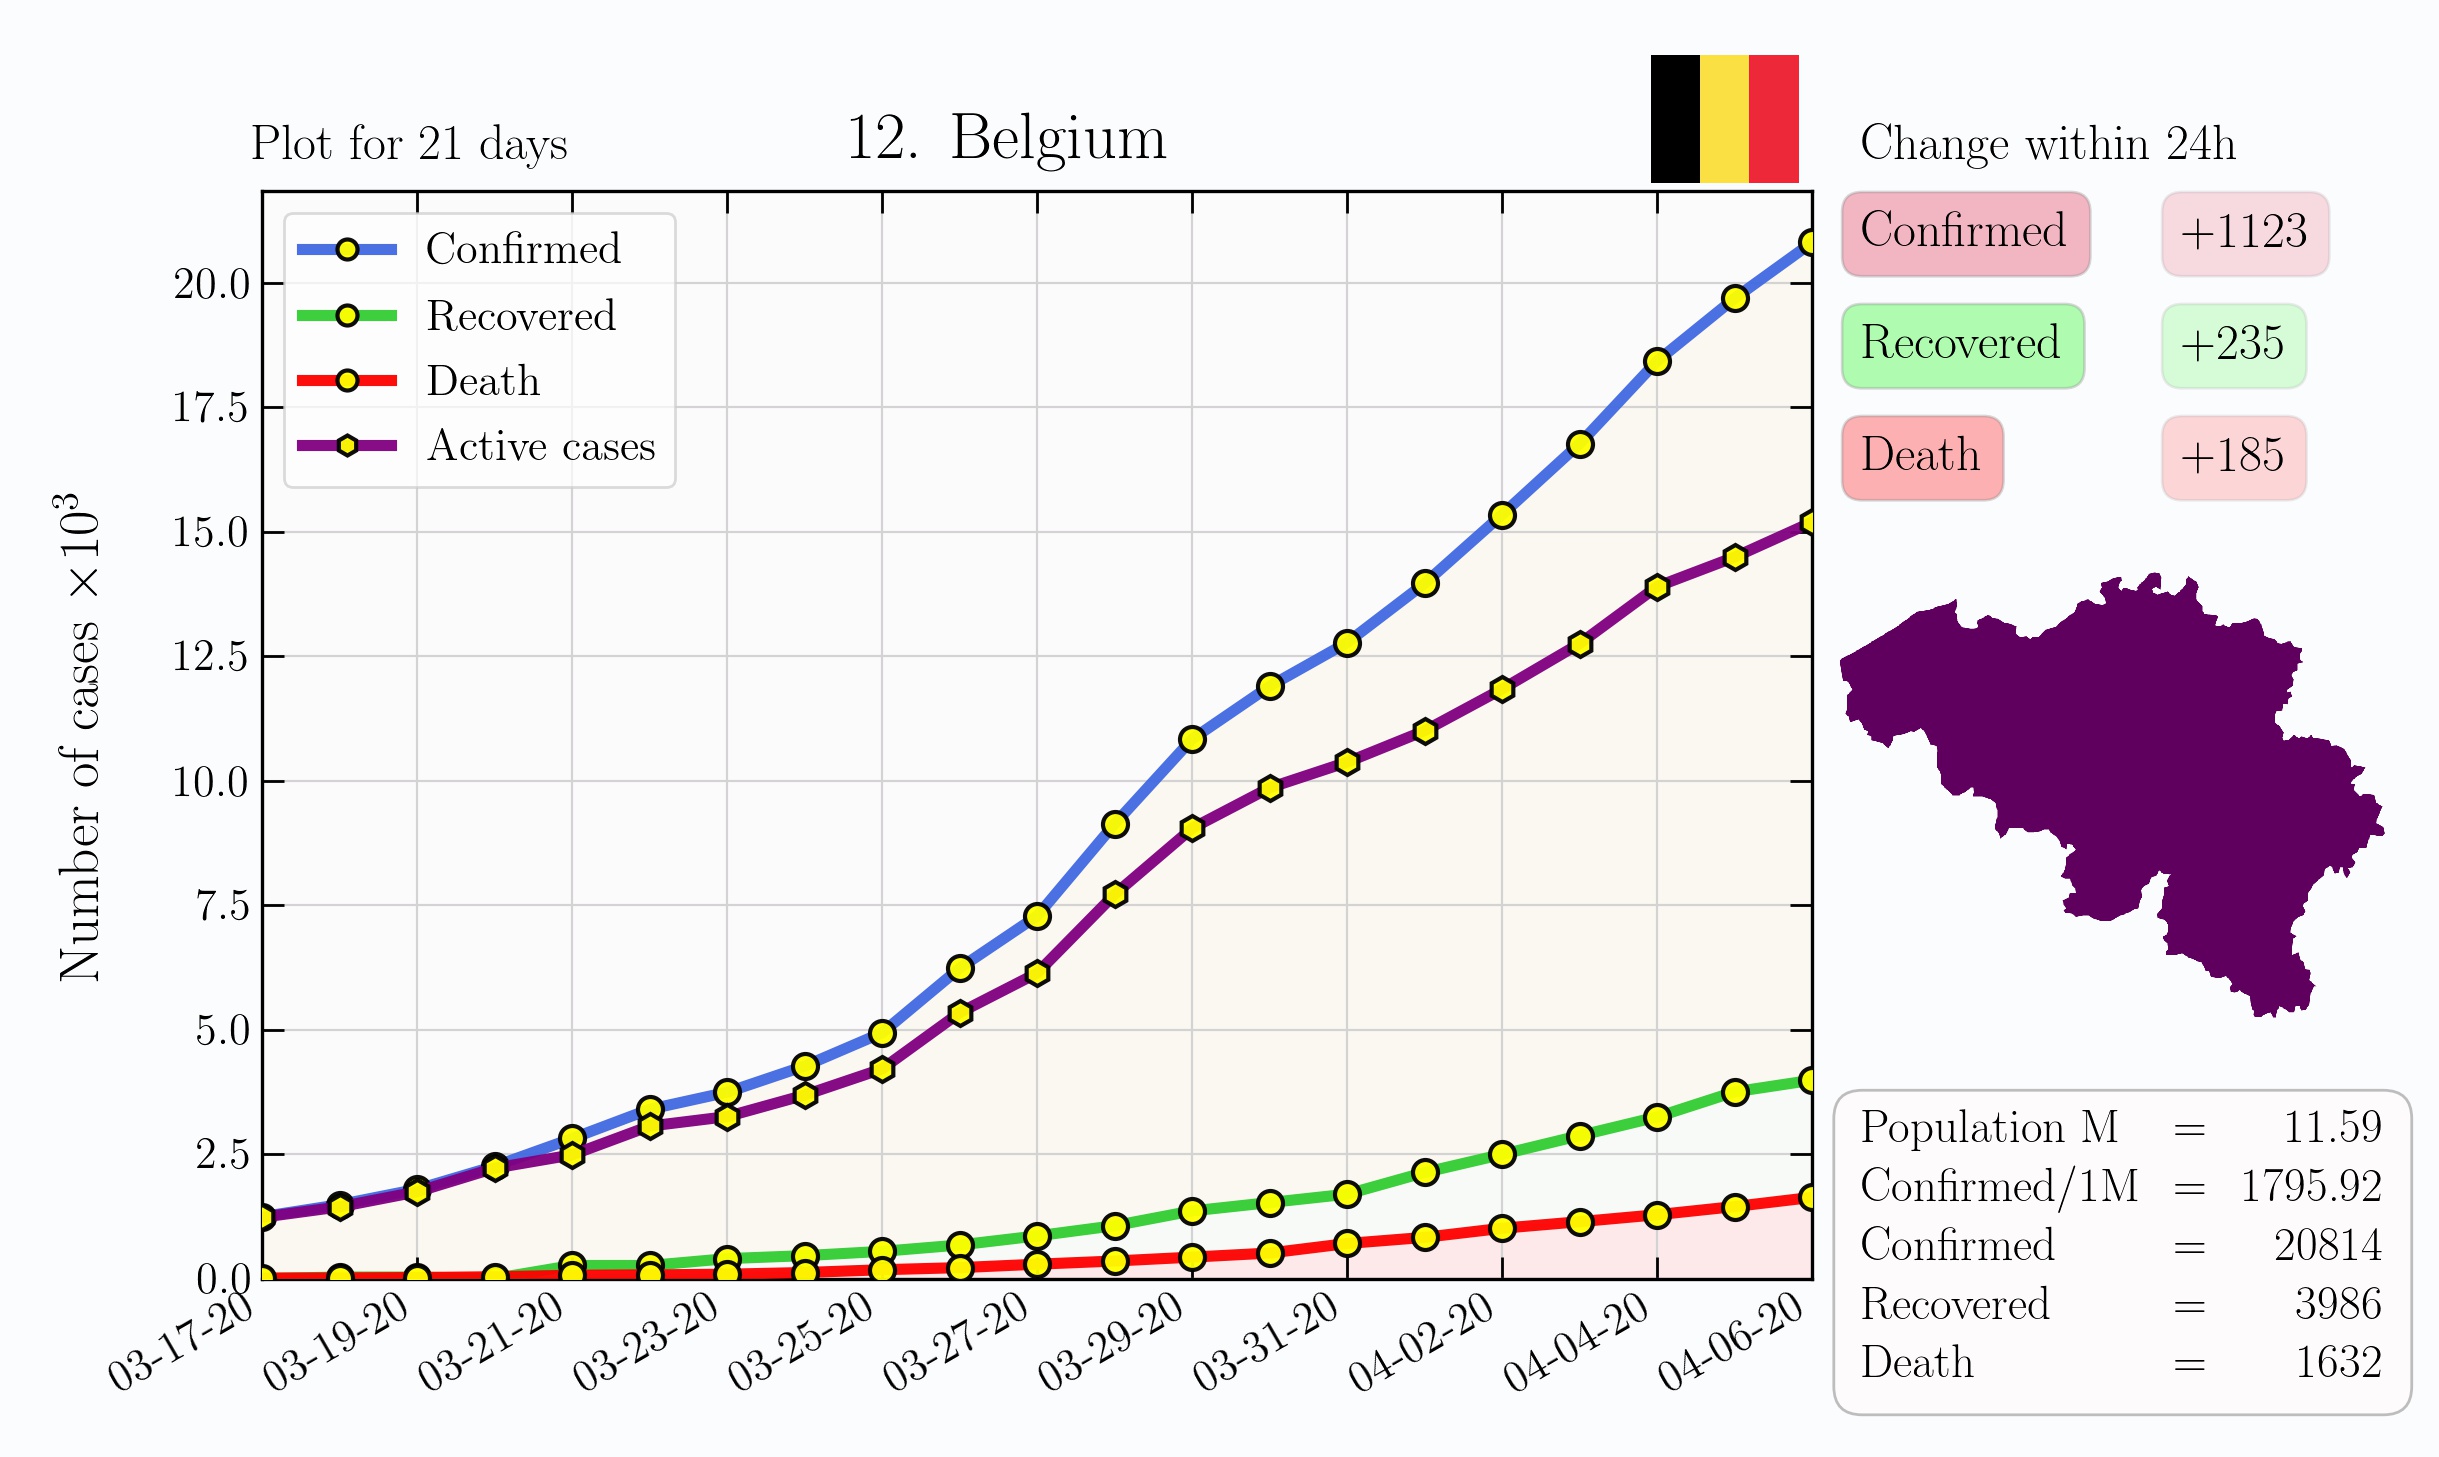 Plot for 21 days
12. Belgium
Change within 24h
Confirmed
Recovered
Death
Active cases
Confirmed +1123
Recovered +235
Death +185
Number of cases ×10³
20.0
17.5
15.0
12.5
10.0
7.5
5.0
2.5
0.0
03-17-20
03-19-20
03-21-20
03-23-20
03-25-20
03-27-20
03-29-20
03-31-20
04-02-20
04-04-20
04-06-20
Population M = 11.59
Confirmed/1M = 1795.92
Confirmed = 20814
Recovered = 3986
Death = 1632